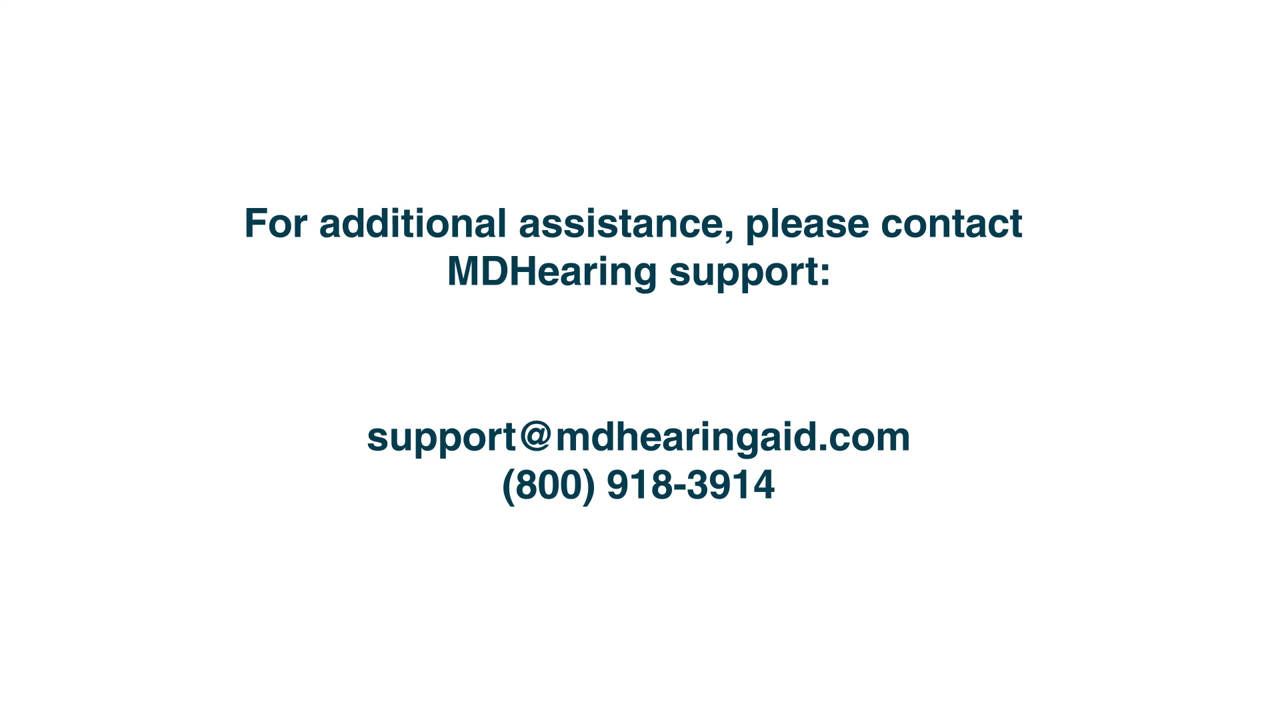 For additional assistance, please contact
MDHearing support:
support@mdhearingaid.com
(800) 918-3914